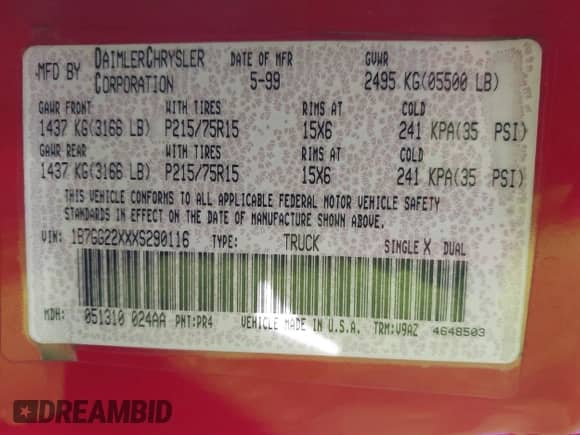 MFD BY DAIMLERCHRYSLER CORPORATION DATE OF MFR 5-99 GVWR 2495 KG(05500 LB)
GAWR FRONT WITH TIRES RIMS AT COLD
1437 KG(3166 LB) P215/75R15 15X6 241 KPA(35 PSI)
GAWR REAR WITH TIRES RIMS AT COLD
1437 KG(3166 LB) P215/75R15 15X6 241 KPA(35 PSI)
THIS VEHICLE CONFORMS TO ALL APPLICABLE FEDERAL MOTOR VEHICLE SAFETY
STANDARDS IN EFFECT ON THE DATE OF MANUFACTURE SHOWN ABOVE.
VIN: 1B7GG22XXXS290116 TYPE: TRUCK SINGLE X DUAL
MDH: 051310 024AA PNT:PR4 VEHICLE MADE IN U.S.A. TRM:V9AZ 4648503
DREAMBID